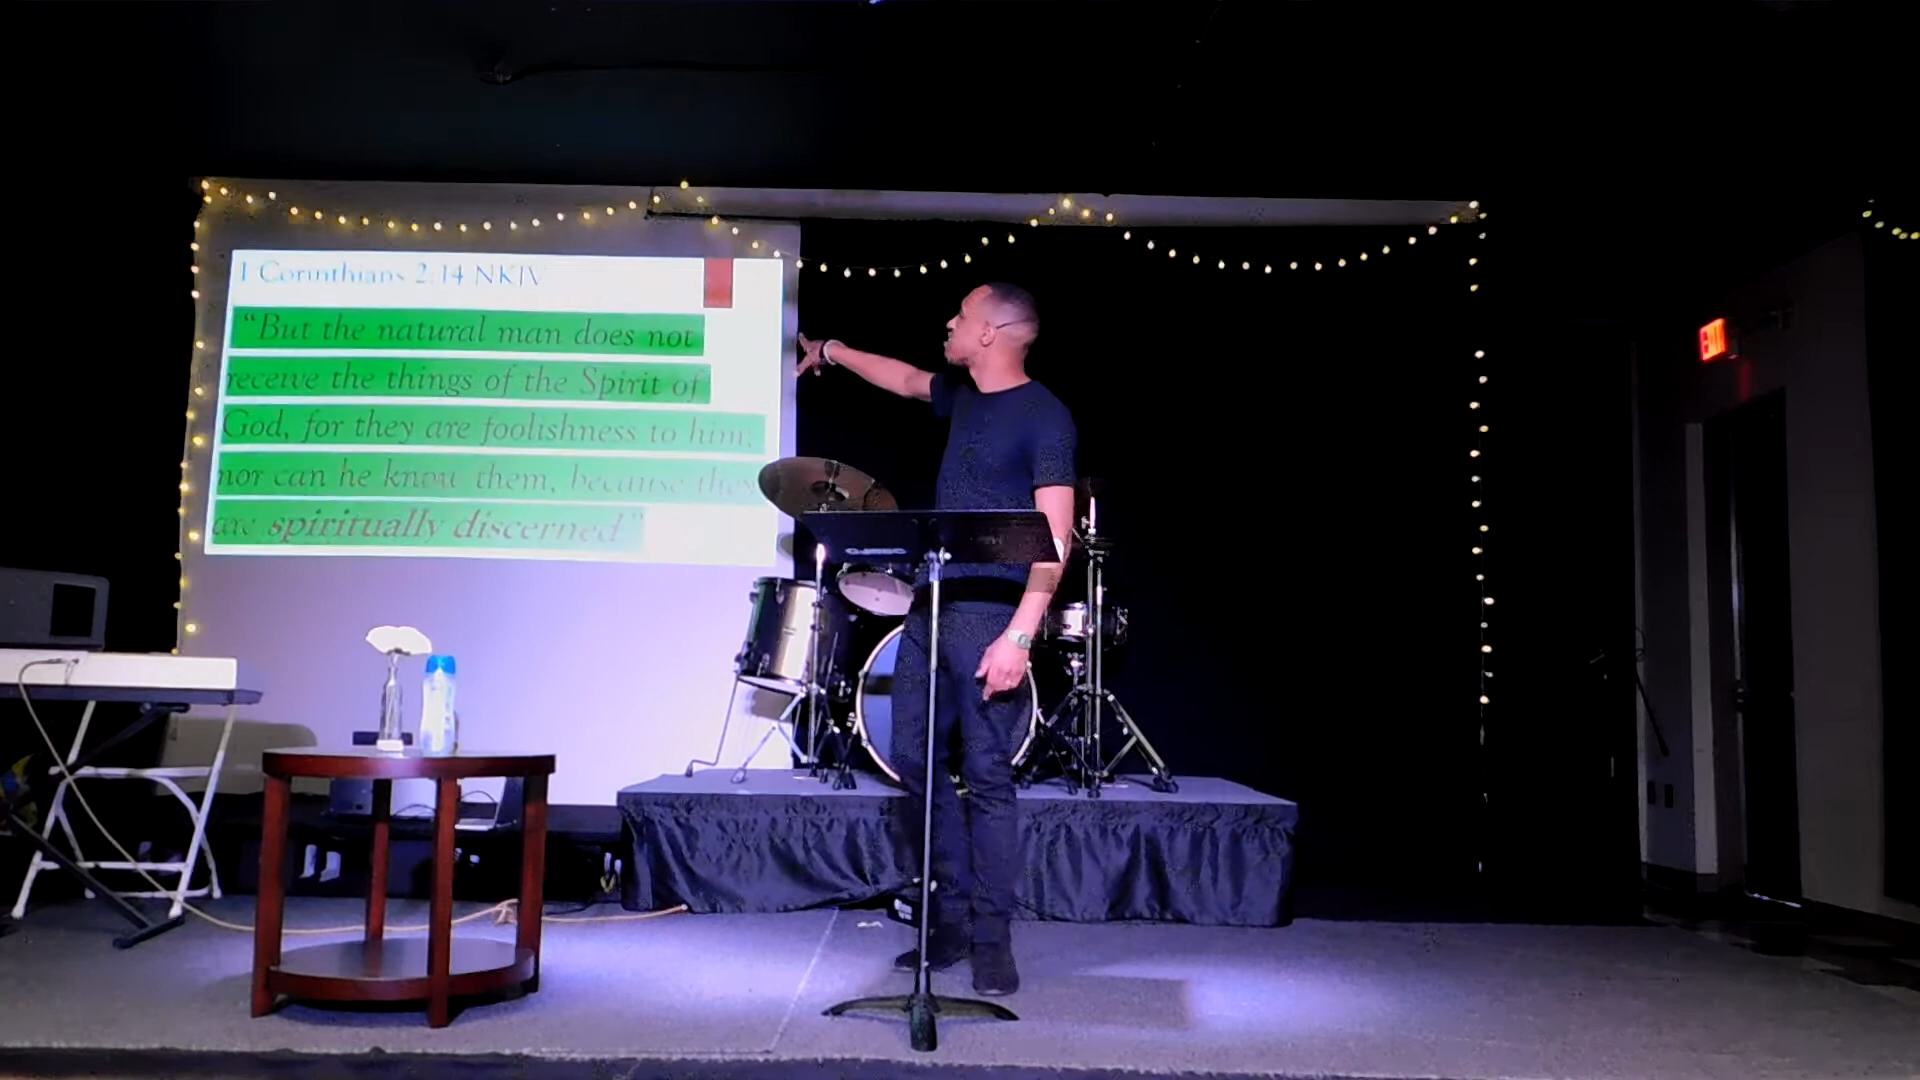 1 Corinthians 2:14 NKJV
“But the natural man does not
receive the things of the Spirit of
God, for they are foolishness to him;
nor can he know them, because they
are spiritually discerned”
EXIT